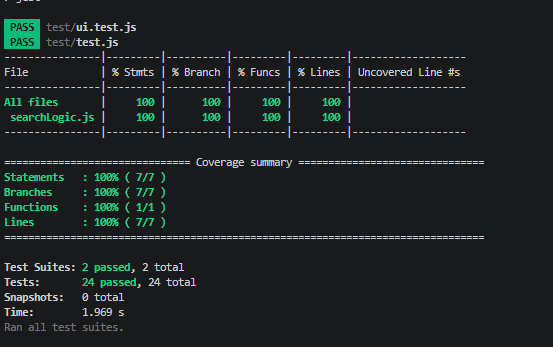 PASS test/ui.test.js
PASS test/test.js
----------------|---------|----------|---------|---------|-------------------
File            | % Stmts | % Branch | % Funcs | % Lines | Uncovered Line #s
----------------|---------|----------|---------|---------|-------------------
All files       |     100 |      100 |     100 |     100 |
 searchLogic.js |     100 |      100 |     100 |     100 |
----------------|---------|----------|---------|---------|-------------------
=============================== Coverage summary ===============================
Statements   : 100% ( 7/7 )
Branches     : 100% ( 7/7 )
Functions    : 100% ( 1/1 )
Lines        : 100% ( 7/7 )
================================================================================
Test Suites: 2 passed, 2 total
Tests:       24 passed, 24 total
Snapshots:   0 total
Time:        1.969 s
Ran all test suites.